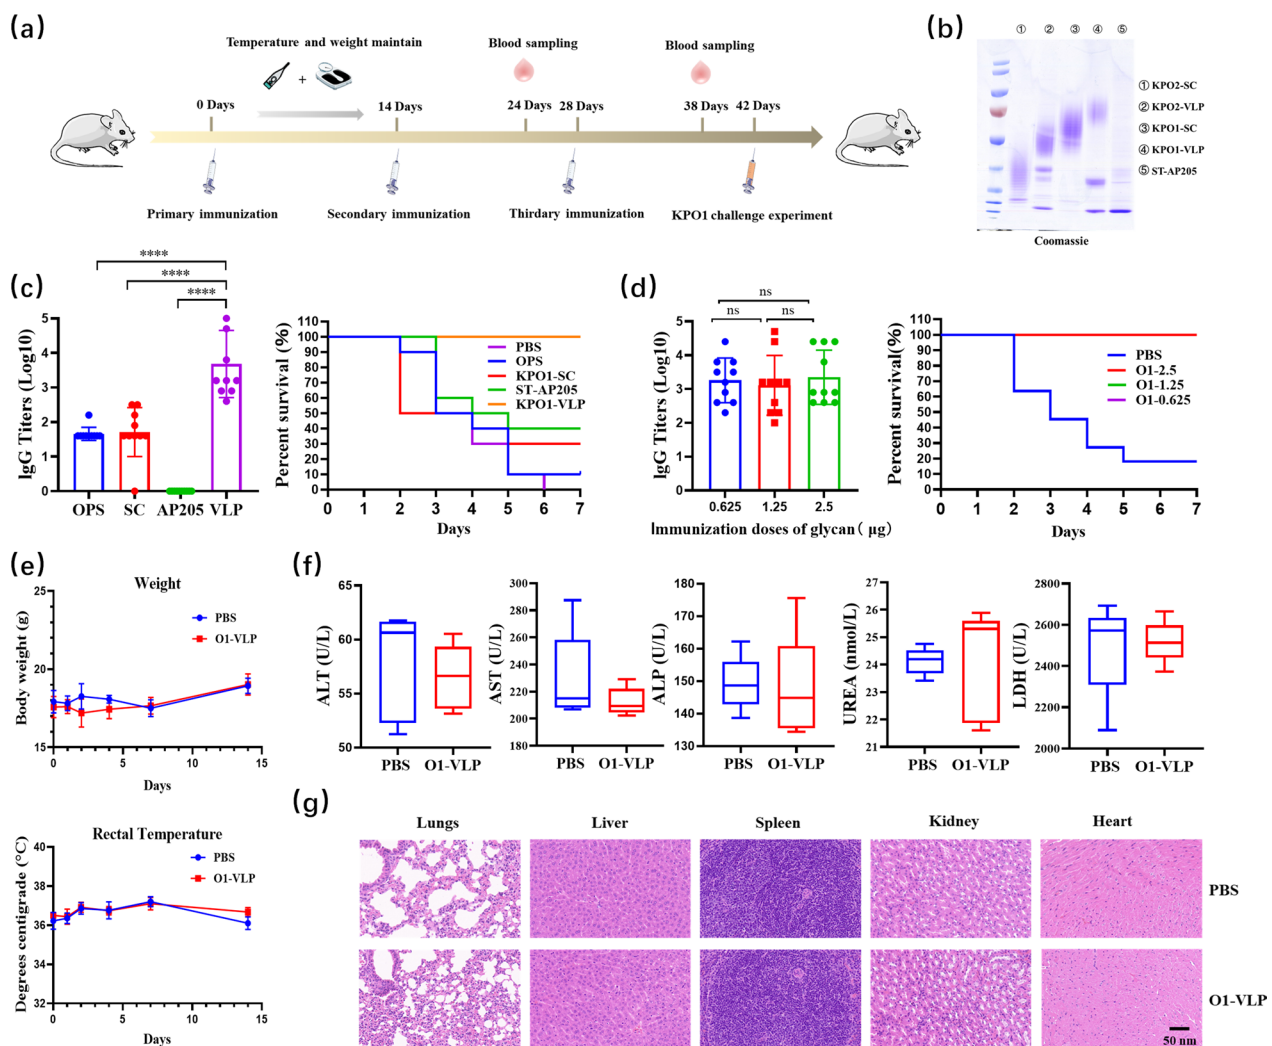 (a)
Temperature and weight maintain
+
Blood sampling
Blood sampling
0 Days
14 Days
24 Days
28 Days
38 Days
42 Days
Primary immunization
Secondary immunization
Thirdary immunization
KPO1 challenge experiment
(b)
① ② ③ ④ ⑤
① KPO2-SC
② KPO2-VLP
③ KPO1-SC
④ KPO1-VLP
⑤ ST-AP205
Coomassie
(c)
****
****
****
IgG Titers (Log10)
5
4
3
2
1
0
OPS SC AP205 VLP
Percent survival (%)
110
100
90
80
70
60
50
40
30
20
10
0
0 1 2 3 4 5 6 7
Days
PBS
OPS
KPO1-SC
ST-AP205
KPO1-VLP
(d)
ns
ns ns
IgG Titers (Log10)
5
4
3
2
1
0
0.625 1.25 2.5
Immunization doses of glycan( μg)
Percent survival(%)
110
100
90
80
70
60
50
40
30
20
10
0
0 1 2 3 4 5 6 7
Days
PBS
O1-2.5
O1-1.25
O1-0.625
(e)
Weight
Body weight (g)
25
20
15
0 5 10 15
Days
PBS
O1-VLP
Rectal Temperature
Degrees centigrade (°C)
40
38
36
34
32
0 5 10 15
Days
PBS
O1-VLP
(f)
ALT (U/L)
65
60
55
50
PBS O1-VLP
AST (U/L)
300
280
260
240
220
200
180
PBS O1-VLP
ALP (U/L)
180
170
160
150
140
130
PBS O1-VLP
UREA (nmol/L)
27
26
25
24
23
22
21
PBS O1-VLP
LDH (U/L)
2800
2600
2400
2200
2000
PBS O1-VLP
(g)
Lungs Liver Spleen Kidney Heart
PBS
O1-VLP
50 nm